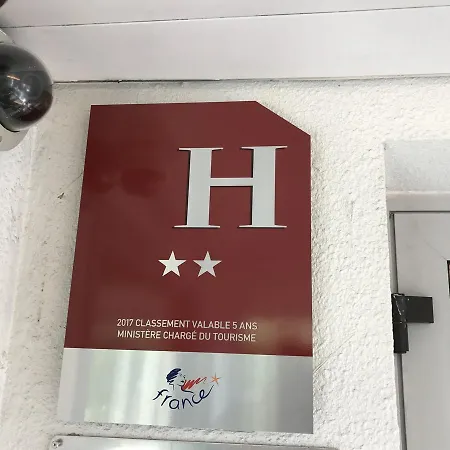 H
2017 CLASSEMENT VALABLE 5 ANS
MINISTÈRE CHARGÉ DU TOURISME
france